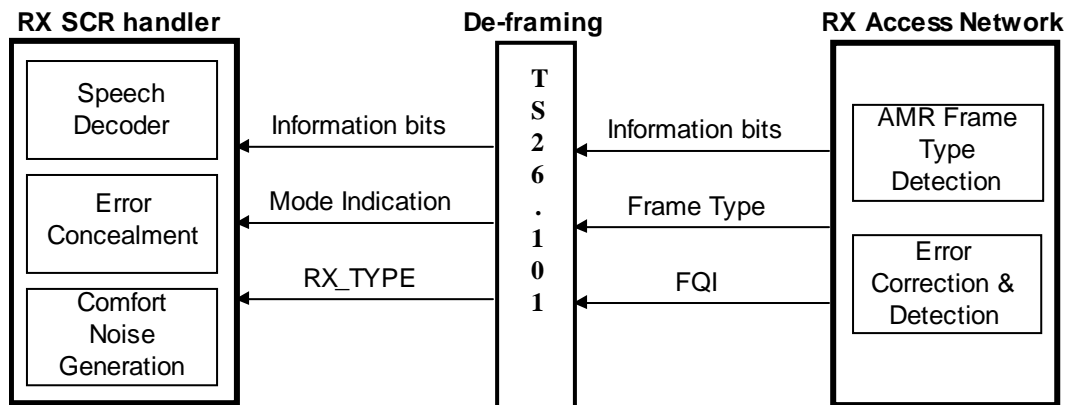 RX SCR handler
De-framing
RX Access Network
Speech
Decoder
Error
Concealment
Comfort
Noise
Generation
Information bits
Mode Indication
RX_TYPE
T
S
2
6
.
1
0
1
Information bits
Frame Type
FQI
AMR Frame
Type
Detection
Error
Correction &
Detection